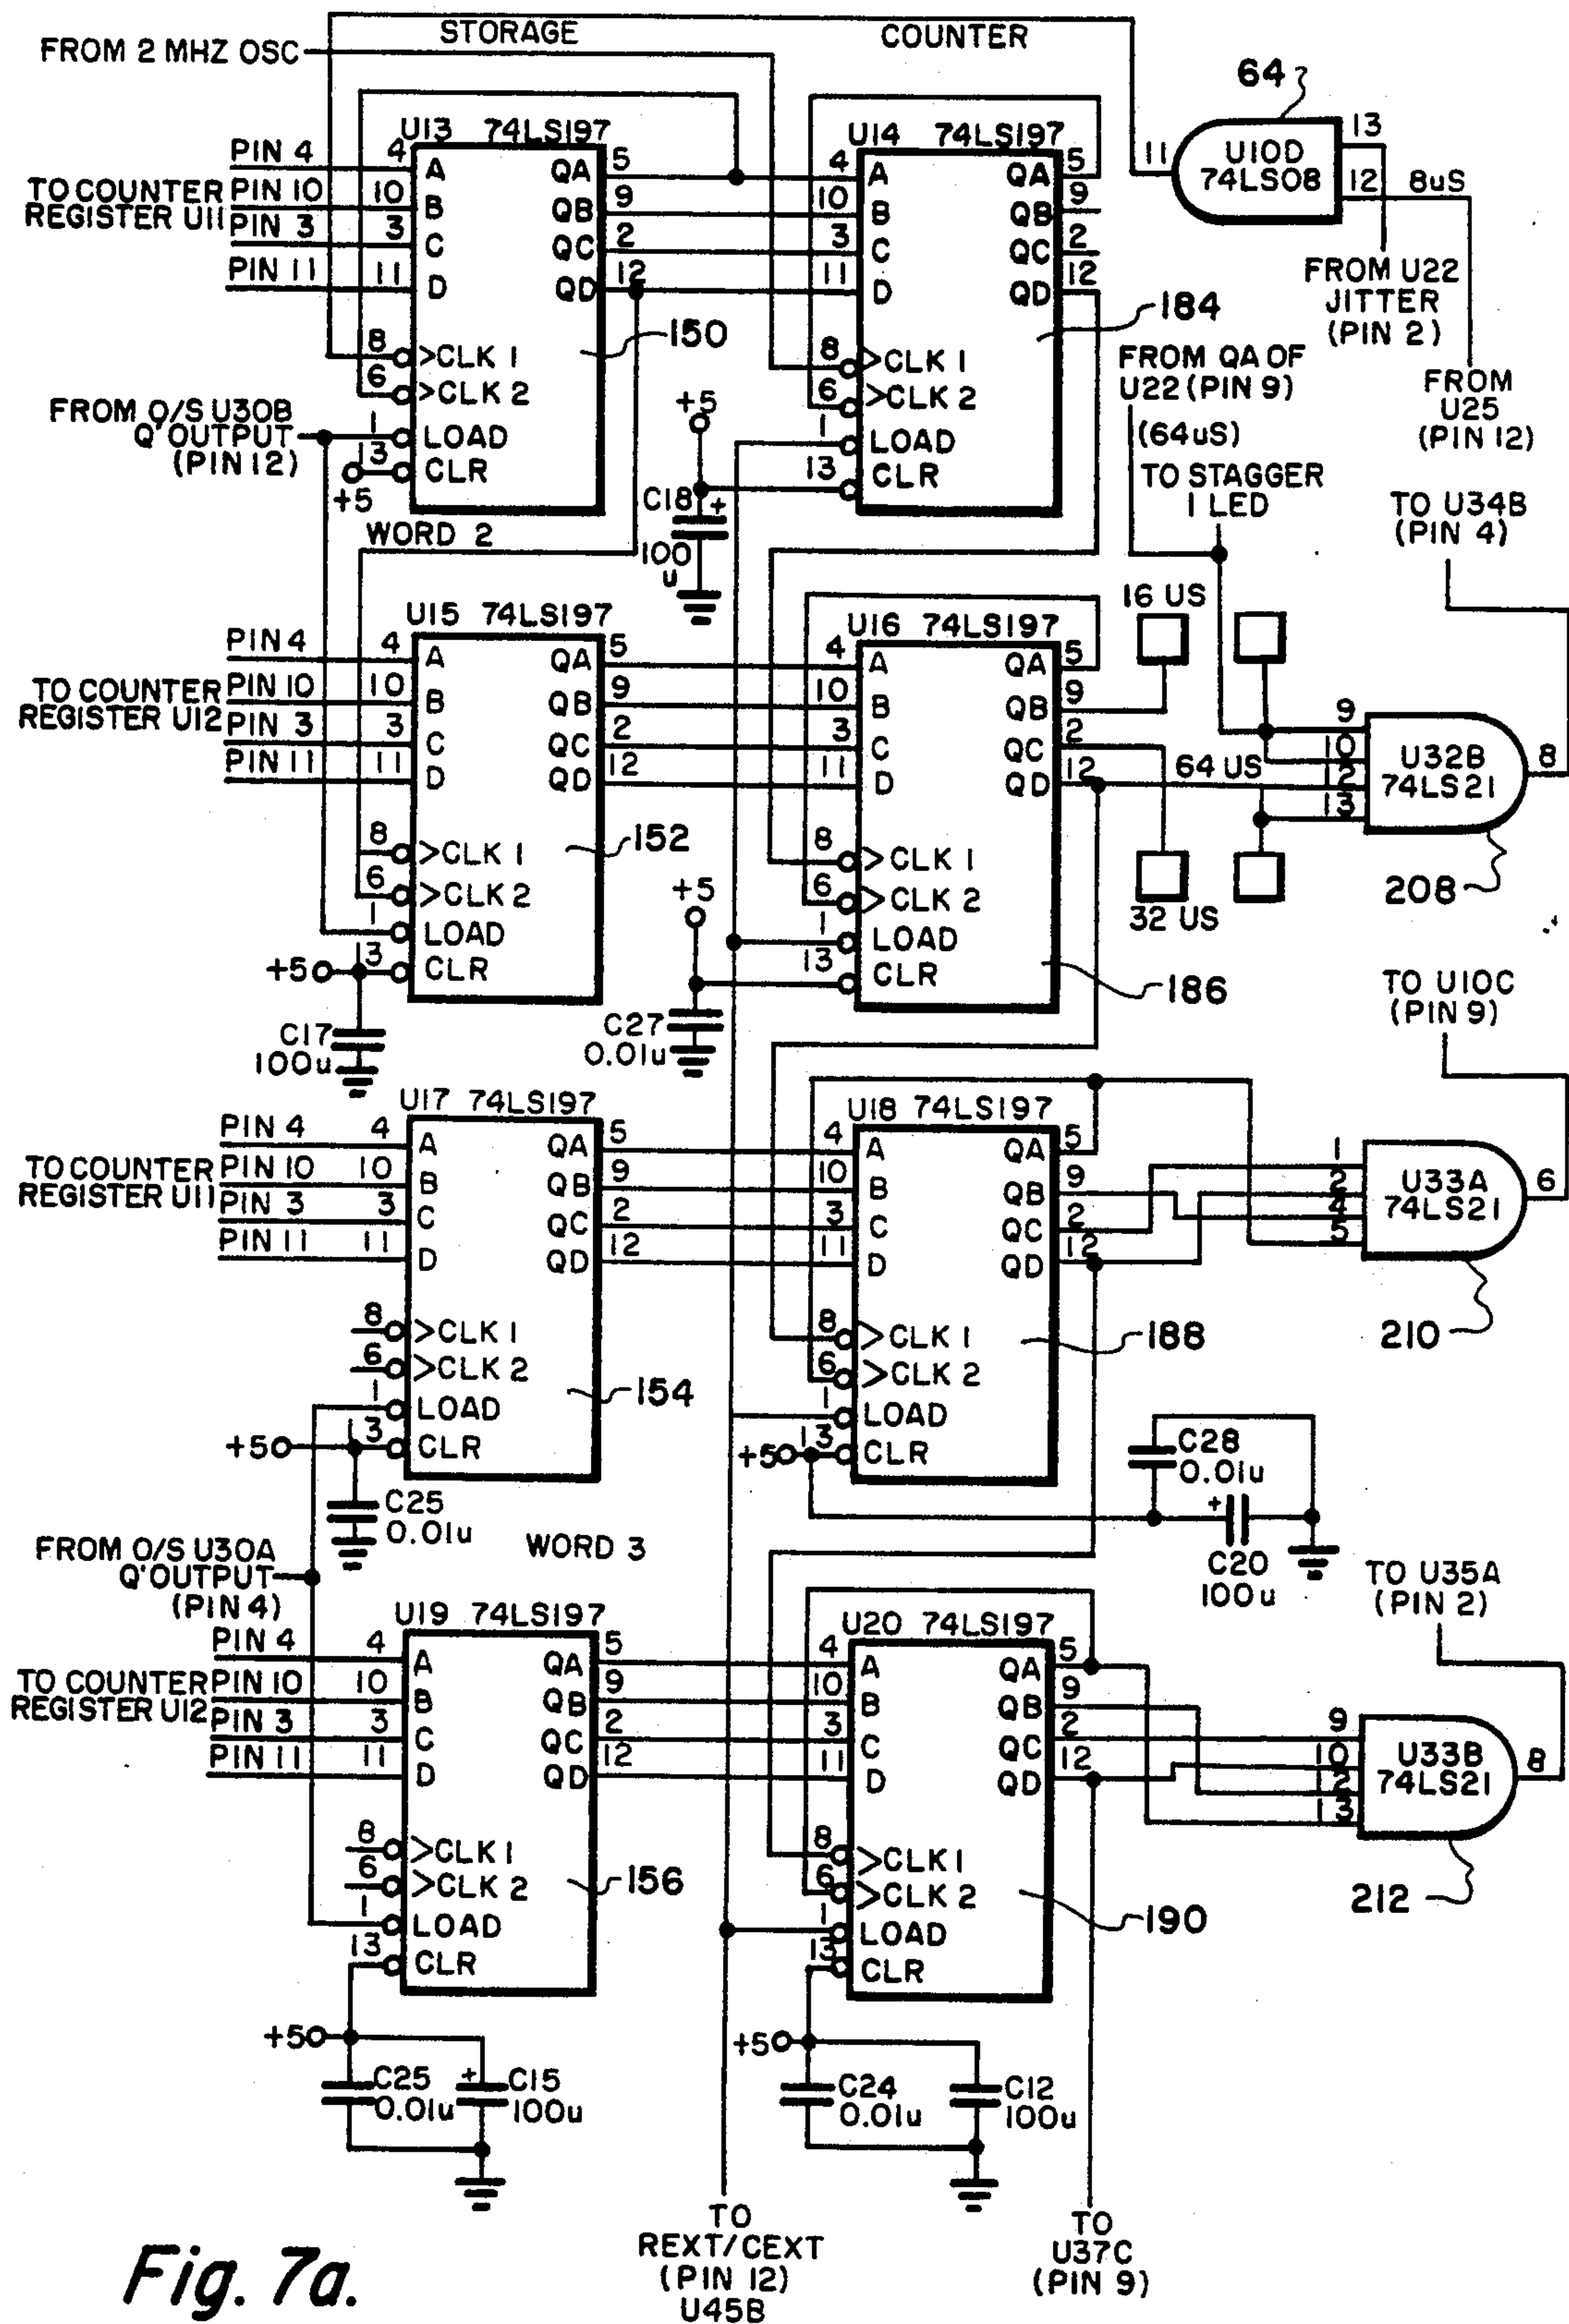 STORAGE
COUNTER
FROM 2 MHZ OSC
64
U13 74LS197
U14 74LS197
11
U10D
74LS08
13
12
8uS
PIN 4
TO COUNTER PIN 10
REGISTER U11 PIN 3
PIN 11
4
10
3
11
A
B
C
D
QA
QB
QC
QD
5
9
2
12
4
10
3
11
A
B
C
D
QA
QB
QC
QD
5
9
2
12
FROM U22
JITTER
(PIN 2)
150
184
8
6
1
13
>CLK 1
>CLK 2
LOAD
CLR
8
6
1
13
>CLK 1
>CLK 2
LOAD
CLR
FROM QA OF
U22 (PIN 9)
(64uS)
FROM
U25
(PIN 12)
FROM O/S U30B
Q'OUTPUT
(PIN 12)
+5
+5
TO STAGGER
1 LED
TO U34B
(PIN 4)
C18
+
100
u
WORD 2
U15 74LS197
U16 74LS197
16 US
PIN 4
TO COUNTER PIN 10
REGISTER U12 PIN 3
PIN 11
4
10
3
11
A
B
C
D
QA
QB
QC
QD
5
9
2
12
4
10
3
11
A
B
C
D
QA
QB
QC
QD
5
9
2
12
64 US
9
10
12
13
U32B
74LS21
8
152
8
6
1
13
>CLK 1
>CLK 2
LOAD
CLR
8
6
1
13
>CLK 1
>CLK 2
LOAD
CLR
32 US
208
+5
+5
186
C17
100u
C27
0.01u
TO U10C
(PIN 9)
U17 74LS197
U18 74LS197
PIN 4
TO COUNTER PIN 10
REGISTER U11 PIN 3
PIN 11
4
10
3
11
A
B
C
D
QA
QB
QC
QD
5
9
2
12
4
10
3
11
A
B
C
D
QA
QB
QC
QD
5
9
2
12
1
2
4
5
U33A
74LS21
6
210
8
6
1
13
>CLK 1
>CLK 2
LOAD
CLR
154
8
6
1
13
>CLK 1
>CLK 2
LOAD
CLR
188
+5
+5
C25
0.01u
C28
0.01u
+
C20
100u
WORD 3
FROM O/S U30A
Q'OUTPUT
(PIN 4)
TO U35A
(PIN 2)
U19 74LS197
U20 74LS197
PIN 4
TO COUNTER PIN 10
REGISTER U12 PIN 3
PIN 11
4
10
3
11
A
B
C
D
QA
QB
QC
QD
5
9
2
12
4
10
3
11
A
B
C
D
QA
QB
QC
QD
5
9
2
12
9
10
12
13
U33B
74LS21
8
212
8
6
1
13
>CLK 1
>CLK 2
LOAD
CLR
156
8
6
1
13
>CLK 1
>CLK 2
LOAD
CLR
190
+5
+5
C25
0.01u
+
C15
100u
C24
0.01u
C12
100u
TO
REXT/CEXT
(PIN 12)
U45B
TO
U37C
(PIN 9)
Fig. 7a.